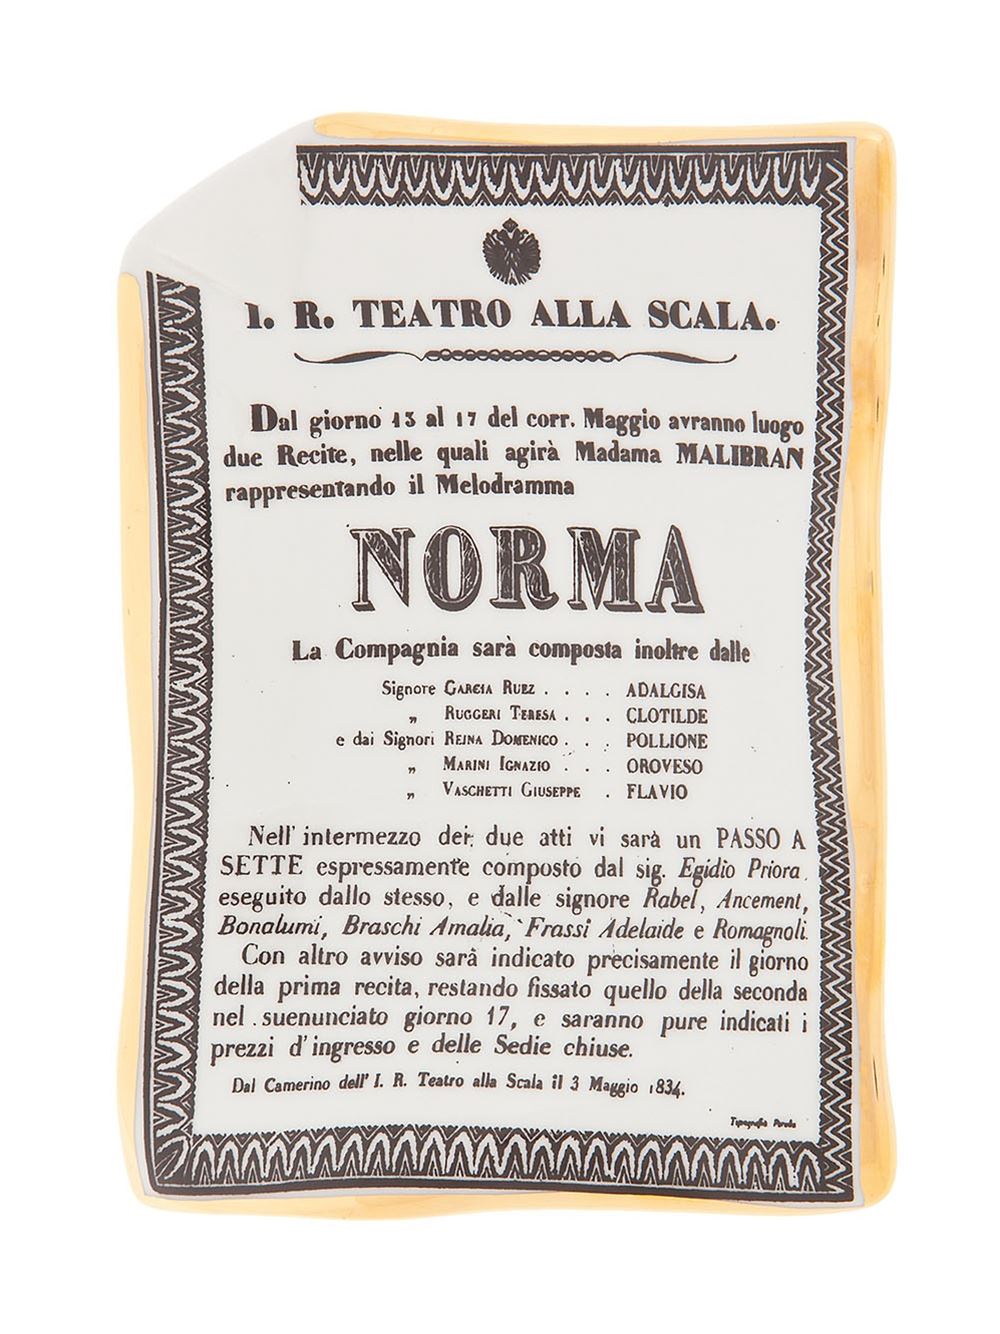 I. R. TEATRO ALLA SCALA.
Dal giorno 13 al 17 del corr. Maggio avranno luogo
due Recite, nelle quali agirà Madama MALIBRAN
rappresentando il Melodramma
NORMA
La Compagnia sarà composta inoltre dalle
Signore GARCIA RUEZ . . . . ADALGISA
„ RUGGERI TERESA . . . CLOTILDE
e dai Signori REINA DOMENICO . . . POLLIONE
„ MARINI IGNAZIO . . . OROVESO
„ VASCHETTI GIUSEPPE . FLAVIO
Nell' intermezzo dei due atti vi sarà un PASSO A
SETTE espressamente composto dal sig. Egidio Priora,
eseguito dallo stesso, e dalle signore Rabel, Ancement,
Bonalumi, Braschi Amalia, Frassi Adelaide e Romagnoli.
Con altro avviso sarà indicato precisamente il giorno
della prima recita, restando fissato quello della seconda
nel suenunciato giorno 17, e saranno pure indicati i
prezzi d'ingresso e delle Sedie chiuse.
Dal Camerino dell' I. R. Teatro alla Scala il 3 Maggio 1834.
Tipografia